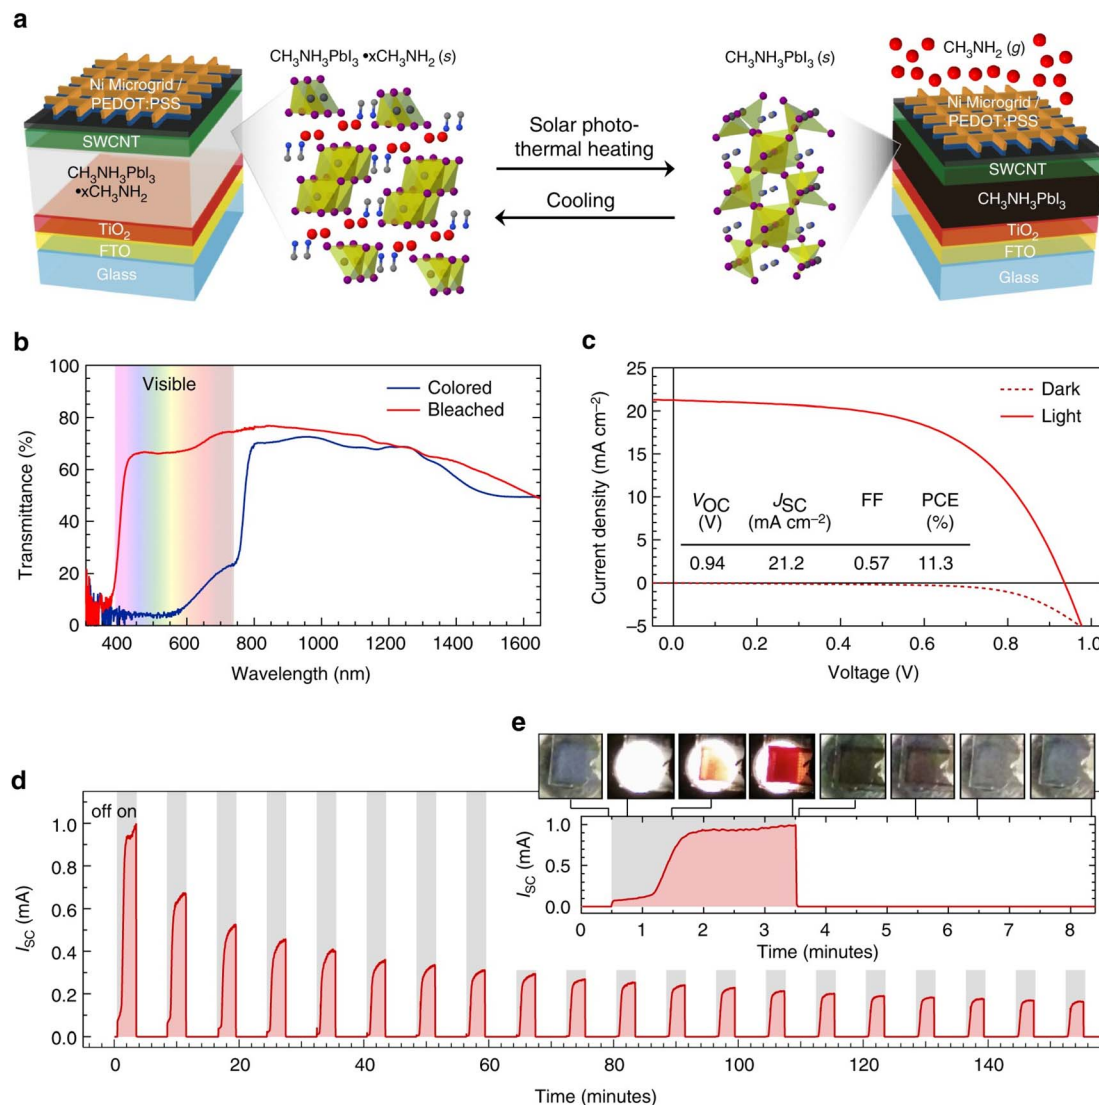 a
CH3NH3PbI3 •xCH3NH2 (s)
CH3NH3PbI3 (s)
CH3NH2 (g)
Ni Microgrid /
PEDOT:PSS
SWCNT
CH3NH3PbI3
•xCH3NH2
TiO2
FTO
Glass
Solar photo-
thermal heating
Cooling
Ni Microgrid /
PEDOT:PSS
SWCNT
CH3NH3PbI3
TiO2
FTO
Glass
b
Transmittance (%)
100
80
60
40
20
0
Visible
Colored
Bleached
400 600 800 1000 1200 1400 1600
Wavelength (nm)
c
Current density (mA cm−2)
25
20
15
10
5
0
−5
Dark
Light
VOC JSC FF PCE
(V) (mA cm−2) (%)
0.94 21.2 0.57 11.3
0.0 0.2 0.4 0.6 0.8 1.0
Voltage (V)
d
off on
ISC (mA)
1.0
0.8
0.6
0.4
0.2
0.0
0 20 40 60 80 100 120 140
Time (minutes)
e
ISC (mA)
1.0
0.5
0.0
0 1 2 3 4 5 6 7 8
Time (minutes)